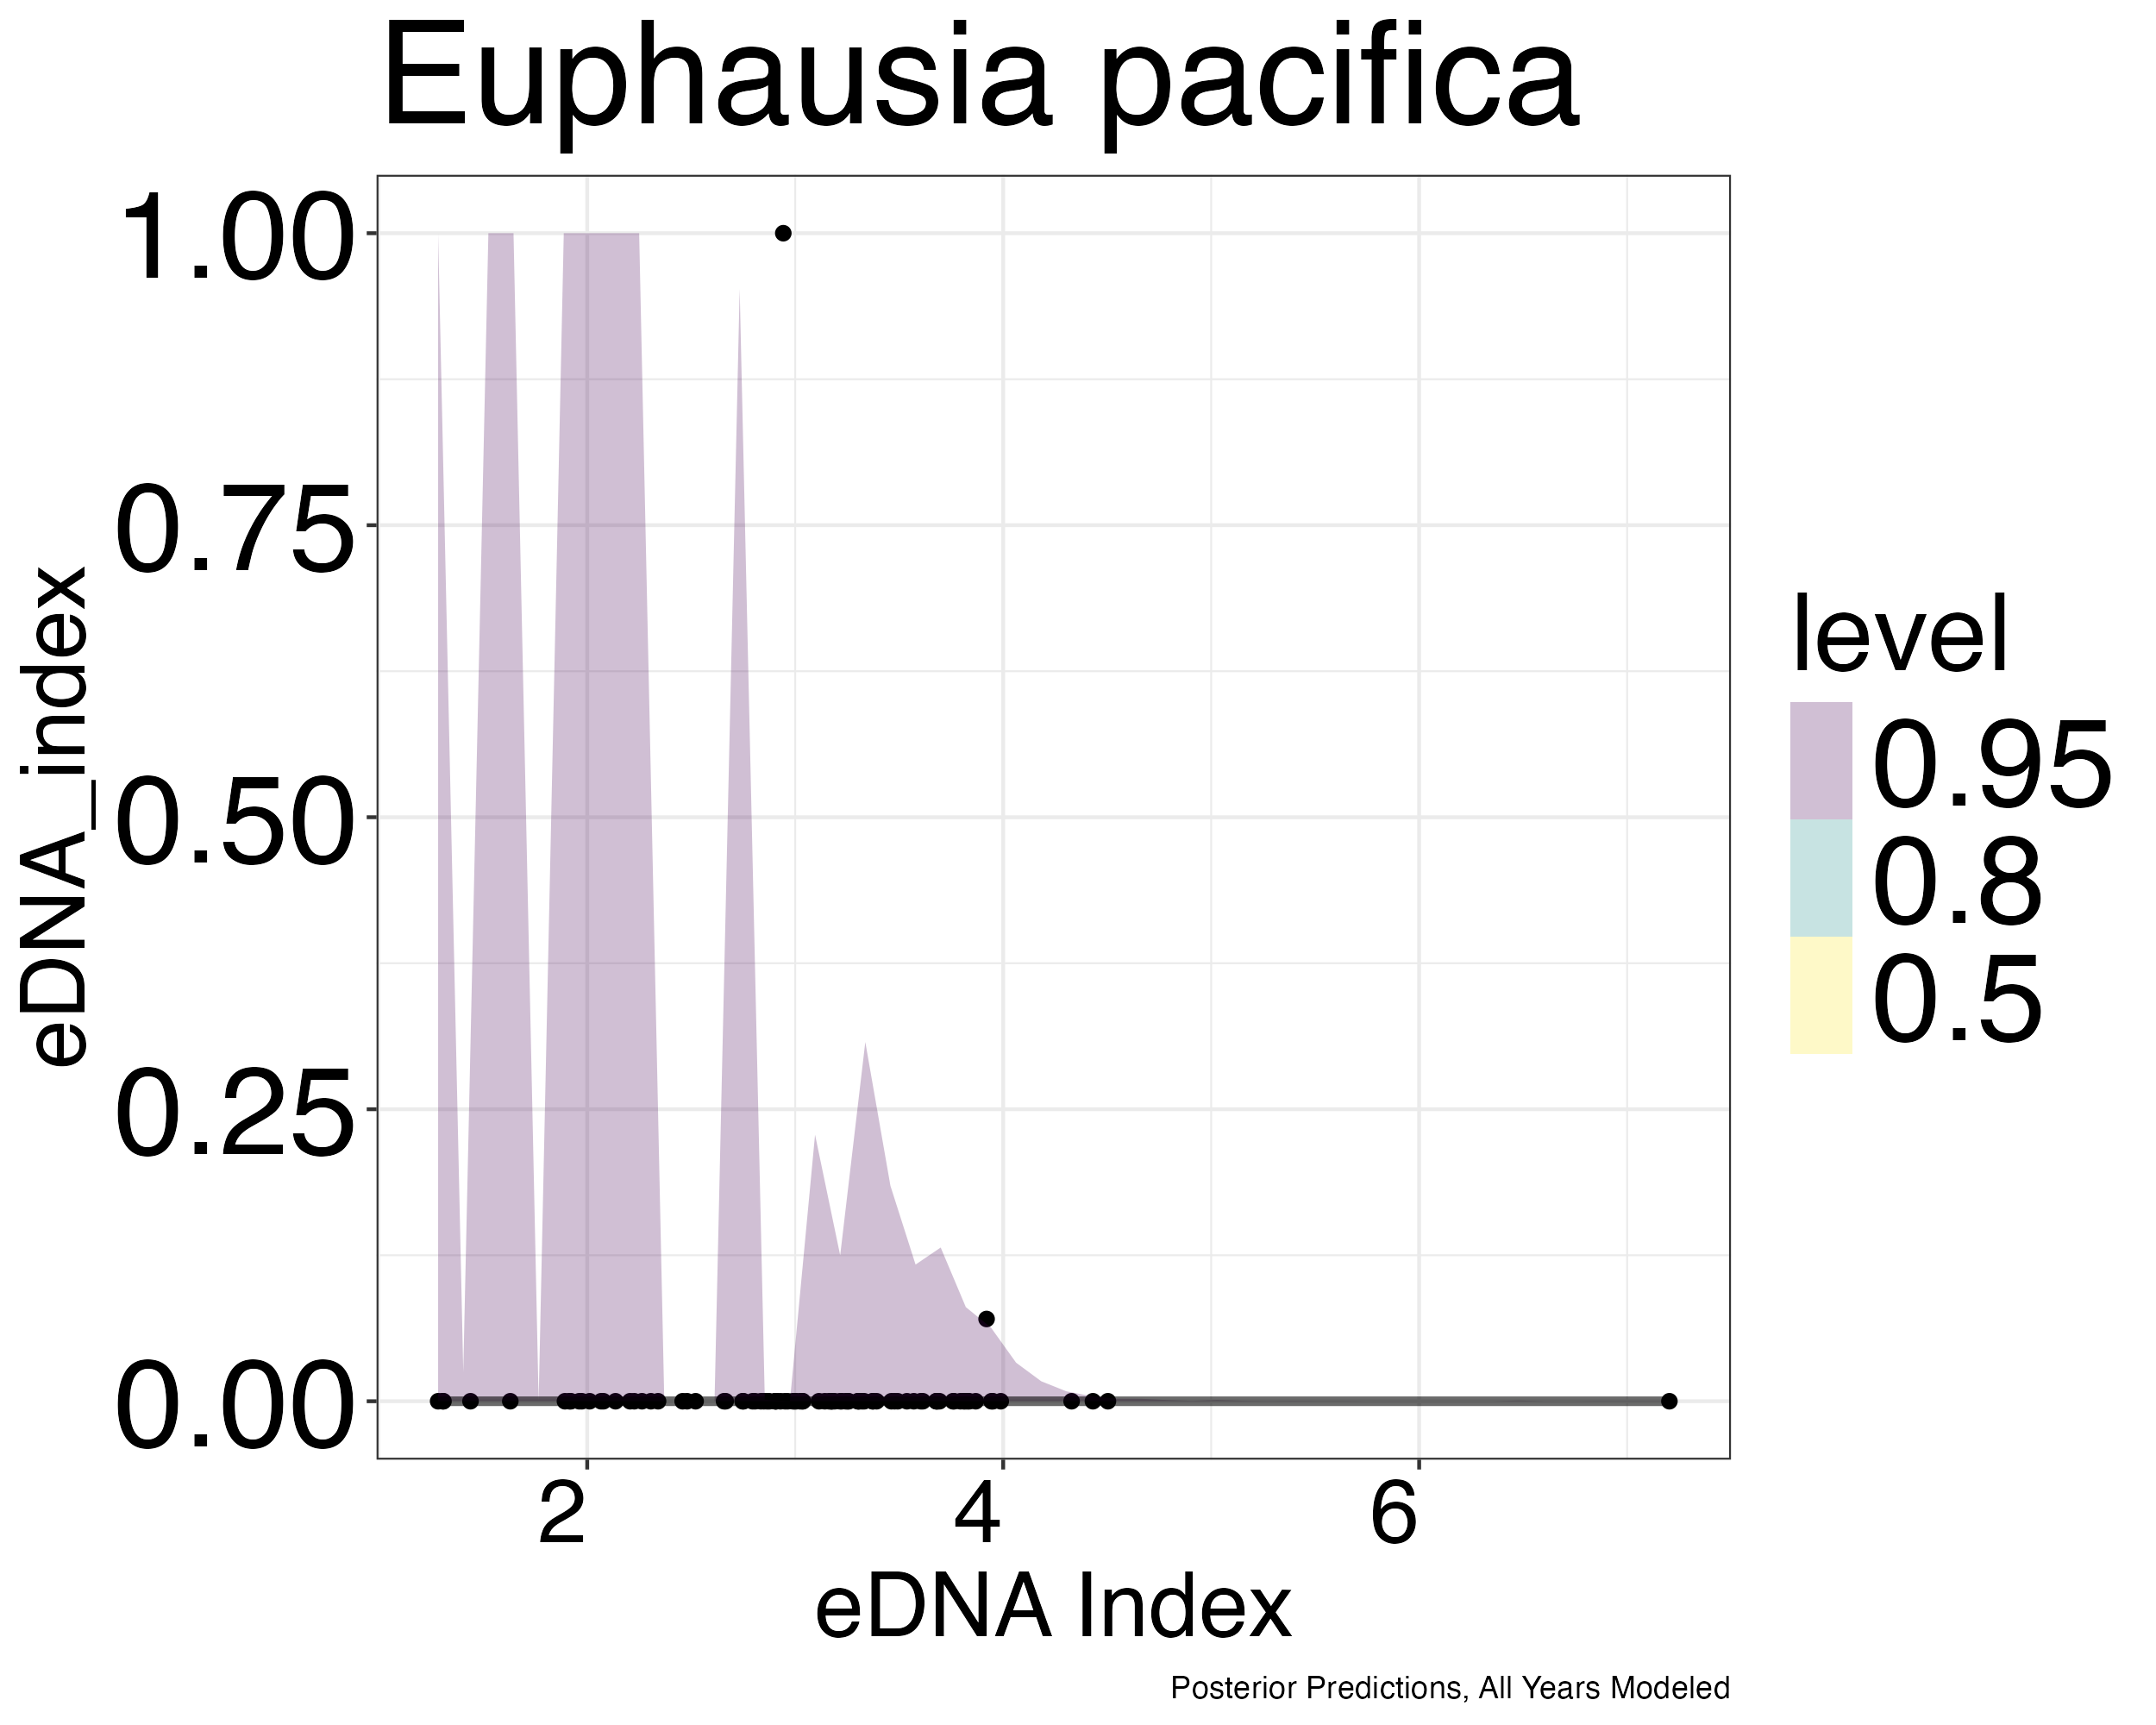 Euphausia pacifica
1.00
0.75
0.50
0.25
0.00
eDNA_index
2 4 6
eDNA Index
level
0.95
0.8
0.5
Posterior Predictions, All Years Modeled